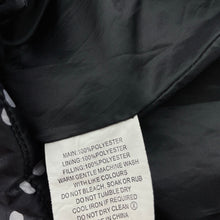 MAIN:100%POLYESTER
LINING:100%POLYESTER
FILLING:100%POLYESTER
WARM GENTLE MACHINE WASH
WITH LIKE COLOURS
DO NOT BLEACH, SOAK OR RUB
DO NOT TUMBLE DRY
COOL IRON IF REQUIRED
DO NOT DRY CLEAN